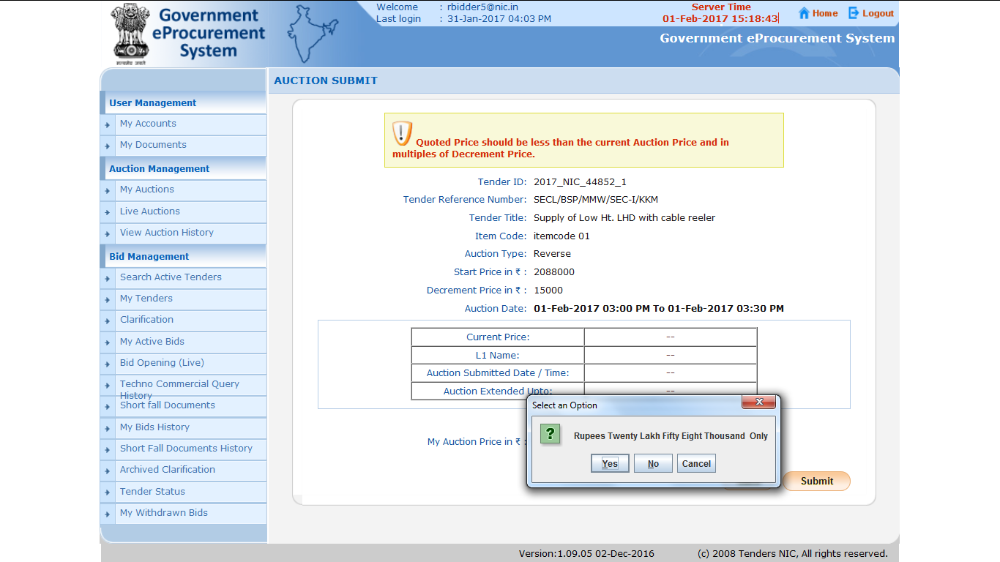 Government
eProcurement
System
Welcome : rbidder5@nic.in
Last login : 31-Jan-2017 04:03 PM
Server Time
01-Feb-2017 15:18:43
Home
Logout
Government eProcurement System
AUCTION SUBMIT
User Management
My Accounts
My Documents
Auction Management
My Auctions
Live Auctions
View Auction History
Bid Management
Search Active Tenders
My Tenders
Clarification
My Active Bids
Bid Opening (Live)
Techno Commercial Query
History
Short fall Documents
My Bids History
Short Fall Documents History
Archived Clarification
Tender Status
My Withdrawn Bids
Quoted Price should be less than the current Auction Price and in
multiples of Decrement Price.
Tender ID: 2017_NIC_44852_1
Tender Reference Number: SECL/BSP/MMW/SEC-I/KKM
Tender Title: Supply of Low Ht. LHD with cable reeler
Item Code: itemcode 01
Auction Type: Reverse
Start Price in ₹ : 2088000
Decrement Price in ₹ : 15000
Auction Date: 01-Feb-2017 03:00 PM To 01-Feb-2017 03:30 PM
Current Price: --
L1 Name: --
Auction Submitted Date / Time: --
Auction Extended Upto: --
My Auction Price in ₹ :
Select an Option
Rupees Twenty Lakh Fifty Eight Thousand Only
Yes No Cancel
Submit
Version:1.09.05 02-Dec-2016 (c) 2008 Tenders NIC, All rights reserved.